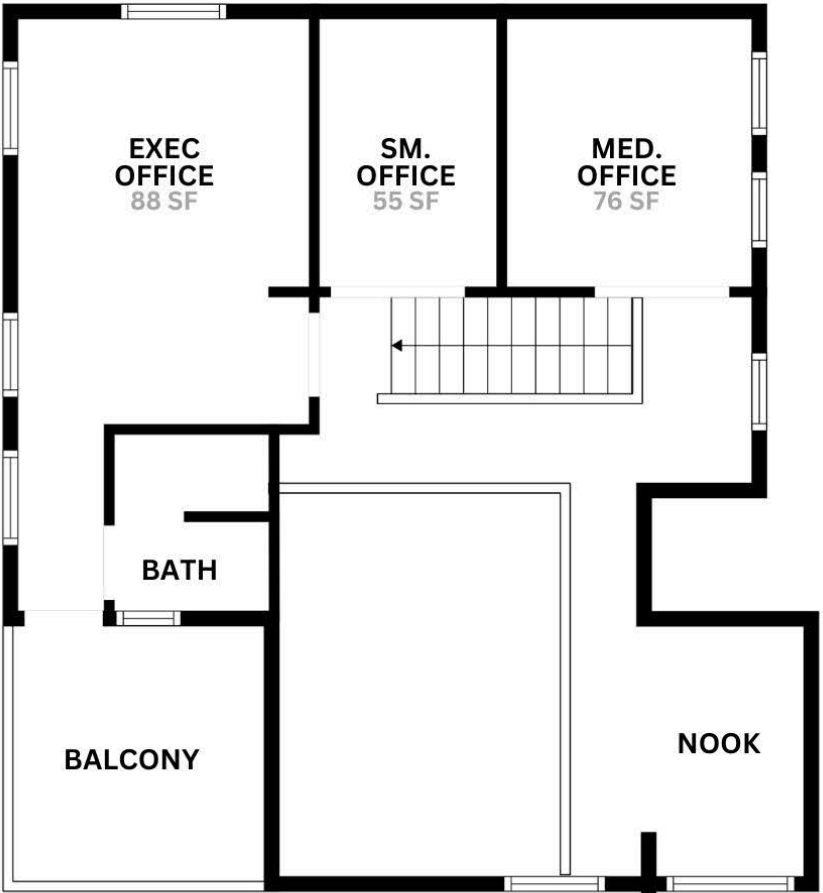 EXEC
OFFICE
88 SF
SM.
OFFICE
55 SF
MED.
OFFICE
76 SF
BATH
BALCONY
NOOK